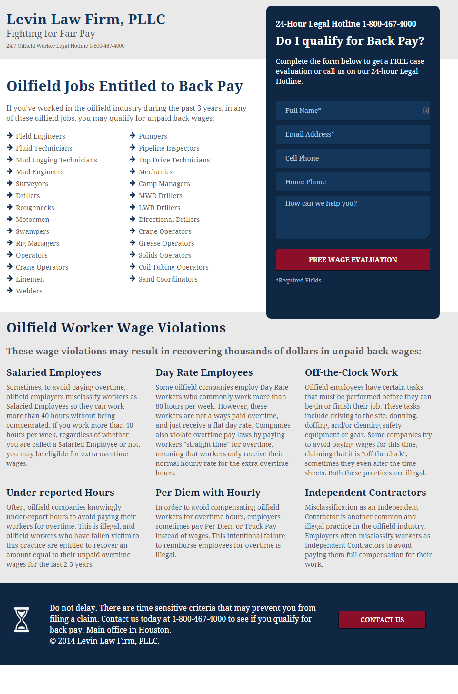 Levin Law Firm, PLLC
Fighting for Fair Pay
24/7 Oilfield Worker Legal Hotline 1-800-467-4000
24-Hour Legal Hotline 1-800-467-4000
Do I qualify for Back Pay?
Complete the form below to get a FREE case
evaluation or call us on our 24-hour Legal
Hotline.
Full Name*
Email Address*
Cell Phone
Home Phone
How can we help you?
FREE WAGE EVALUATION
*Required Fields
Oilfield Jobs Entitled to Back Pay
If you've worked in the oilfield industry during the past 3 years, in any
of these oilfield jobs, you may qualify for unpaid back wages:
Field Engineers
Fluid Technicians
Mud Logging Technicians
Mud Engineers
Surveyors
Drillers
Roughnecks
Motormen
Swampers
Rig Managers
Operators
Crane Operators
Linemen
Welders
Pumpers
Pipeline Inspectors
Top Drive Technicians
Mechanics
Camp Managers
MWD Drillers
LWD Drillers
Directional Drillers
Crane Operators
Grease Operators
Solids Operators
Coil Tubing Operators
Sand Coordinators
Oilfield Worker Wage Violations
These wage violations may result in recovering thousands of dollars in unpaid back wages:
Salaried Employees
Sometimes, to avoid paying overtime,
oilfield employers misclassify workers as
Salaried Employees so they can work
more than 40 hours without being
compensated. If you work more than 40
hours per week, regardless of whether
you are called a Salaried Employee or not,
you may be eligible for extra overtime
wages.
Day Rate Employees
Some oilfield companies employ Day Rate
workers who commonly work more than
80 hours per week. However, these
workers are not always paid overtime,
and just receive a flat day rate. Companies
also violate overtime pay laws by paying
workers "straight time" for overtime,
meaning that workers only receive their
normal hourly rate for the extra overtime
hours.
Off-the-Clock Work
Oilfield employees have certain tasks
that must be performed before they can
begin or finish their job. These tasks
include driving to the site, donning,
doffing, and/or cleaning safety
equipment or gear. Some companies try
to avoid paying workers for this time,
claiming that it is "off the clock",
sometimes they even alter the time
sheets. Both these practices are illegal.
Under reported Hours
Often, oilfield companies knowingly
under-report hours to avoid paying their
workers for overtime. This is illegal, and
oilfield workers who have fallen victim to
this practice are entitled to recover an
amount equal to their unpaid overtime
wages for the last 2-3 years.
Per Diem with Hourly
In order to avoid compensating oilfield
workers for overtime hours, employers
sometimes pay Per Diem or Truck Pay
instead of wages. This intentional failure
to reimburse employees for overtime is
illegal.
Independent Contractors
Misclassification as an Independent
Contractor is another common and
illegal practice in the oilfield industry.
Employers often misclassify workers as
Independent Contractors to avoid
paying them full compensation for their
work.
Do not delay. There are time sensitive criteria that may prevent you from
filing a claim. Contact us today at 1-800-467-4000 to see if you qualify for
back pay. Main office in Houston.
© 2014 Levin Law Firm, PLLC.
CONTACT US